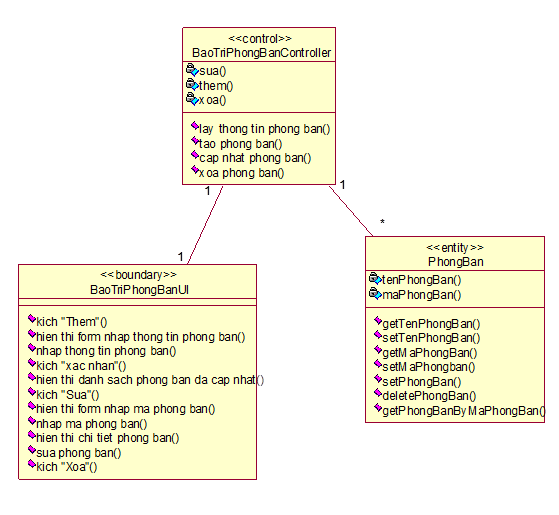 <<control>>
BaoTriPhongBanController
sua()
them()
xoa()
lay thong tin phong ban()
tao phong ban()
cap nhat phong ban()
xoa phong ban()
1
1
1
*
<<boundary>>
BaoTriPhongBanUI
kich "Them"()
hien thi form nhap thong tin phong ban()
nhap thong tin phong ban()
kich "xac nhan"()
hien thi danh sach phong ban da cap nhat()
kich "Sua"()
hien thi form nhap ma phong ban()
nhap ma phong ban()
hien thi chi tiet phong ban()
sua phong ban()
kich "Xoa"()
<<entity>>
PhongBan
tenPhongBan()
maPhongBan()
getTenPhongBan()
setTenPhongBan()
getMaPhongBan()
setMaPhongban()
setPhongBan()
deletePhongBan()
getPhongBanByMaPhongBan()